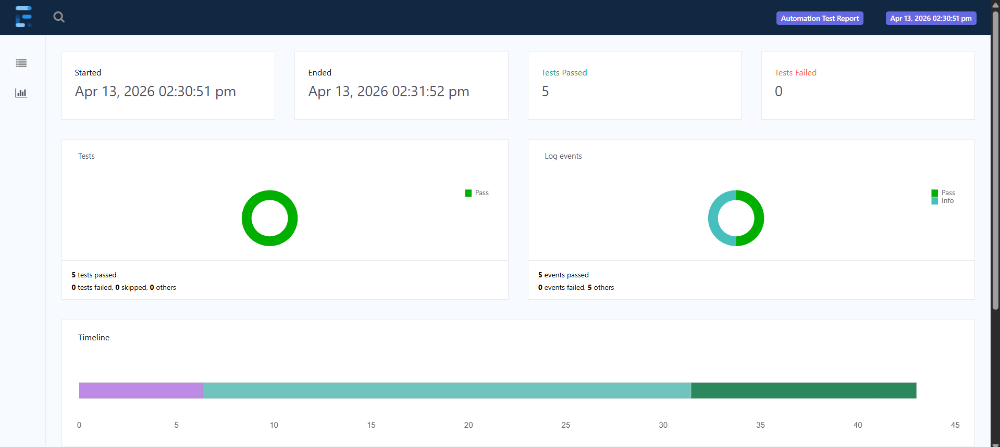 Automation Test Report
Apr 13, 2026 02:30:51 pm
Started
Apr 13, 2026 02:30:51 pm
Ended
Apr 13, 2026 02:31:52 pm
Tests Passed
5
Tests Failed
0
Tests
Pass
5 tests passed
0 tests failed, 0 skipped, 0 others
Log events
Pass
Info
5 events passed
0 events failed, 5 others
Timeline
0 5 10 15 20 25 30 35 40 45